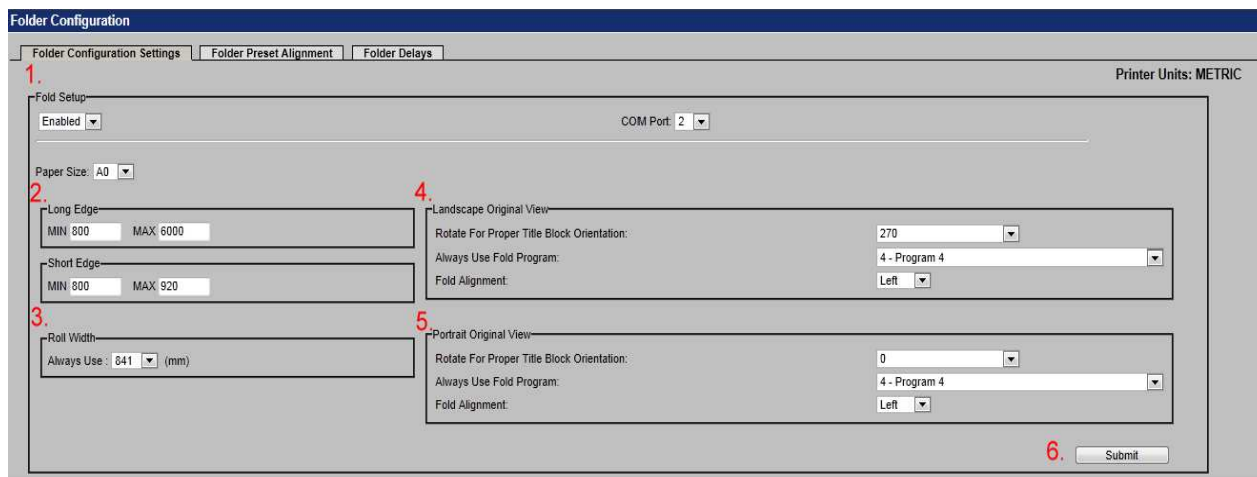 Folder Configuration
Folder Configuration Settings Folder Preset Alignment Folder Delays
1.
Printer Units: METRIC
Fold Setup
Enabled COM Port: 2
Paper Size: A0
2.
Long Edge
MIN 800 MAX 6000
Short Edge
MIN 800 MAX 920
3.
Roll Width
Always Use : 841 (mm)
4.
Landscape Original View
Rotate For Proper Title Block Orientation: 270
Always Use Fold Program: 4 - Program 4
Fold Alignment: Left
5.
Portrait Original View
Rotate For Proper Title Block Orientation: 0
Always Use Fold Program: 4 - Program 4
Fold Alignment: Left
6. Submit